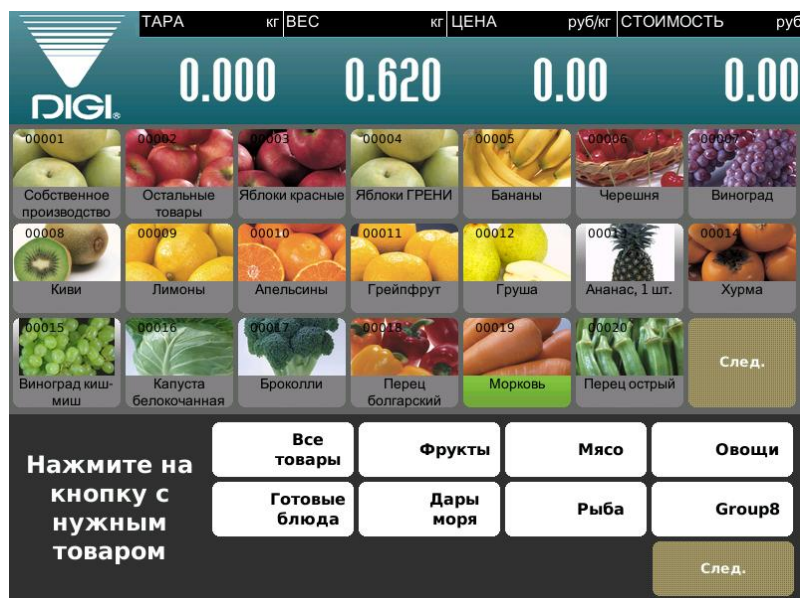 ТАРА кг ВЕС кг ЦЕНА руб/кг СТОИМОСТЬ руб
DIGI®
0.000 0.620 0.00 0.00
00001 00002 00003 00004 00005 00006 00007
Собственное производство
Остальные товары
Яблоки красные
Яблоки ГРЕНИ
Бананы
Черешня
Виноград
00008 00009 00010 00011 00012 00013 00014
Киви
Лимоны
Апельсины
Грейпфрут
Груша
Ананас, 1 шт.
Хурма
00015 00016 00017 00018 00019 00020
Виноград киш-
миш
Капуста
белокочанная
Броколли
Перец
болгарский
Морковь
Перец острый
След.
Нажмите на
кнопку с
нужным
товаром
Все
товары
Фрукты
Мясо
Овощи
Готовые
блюда
Дары
моря
Рыба
Group8
След.